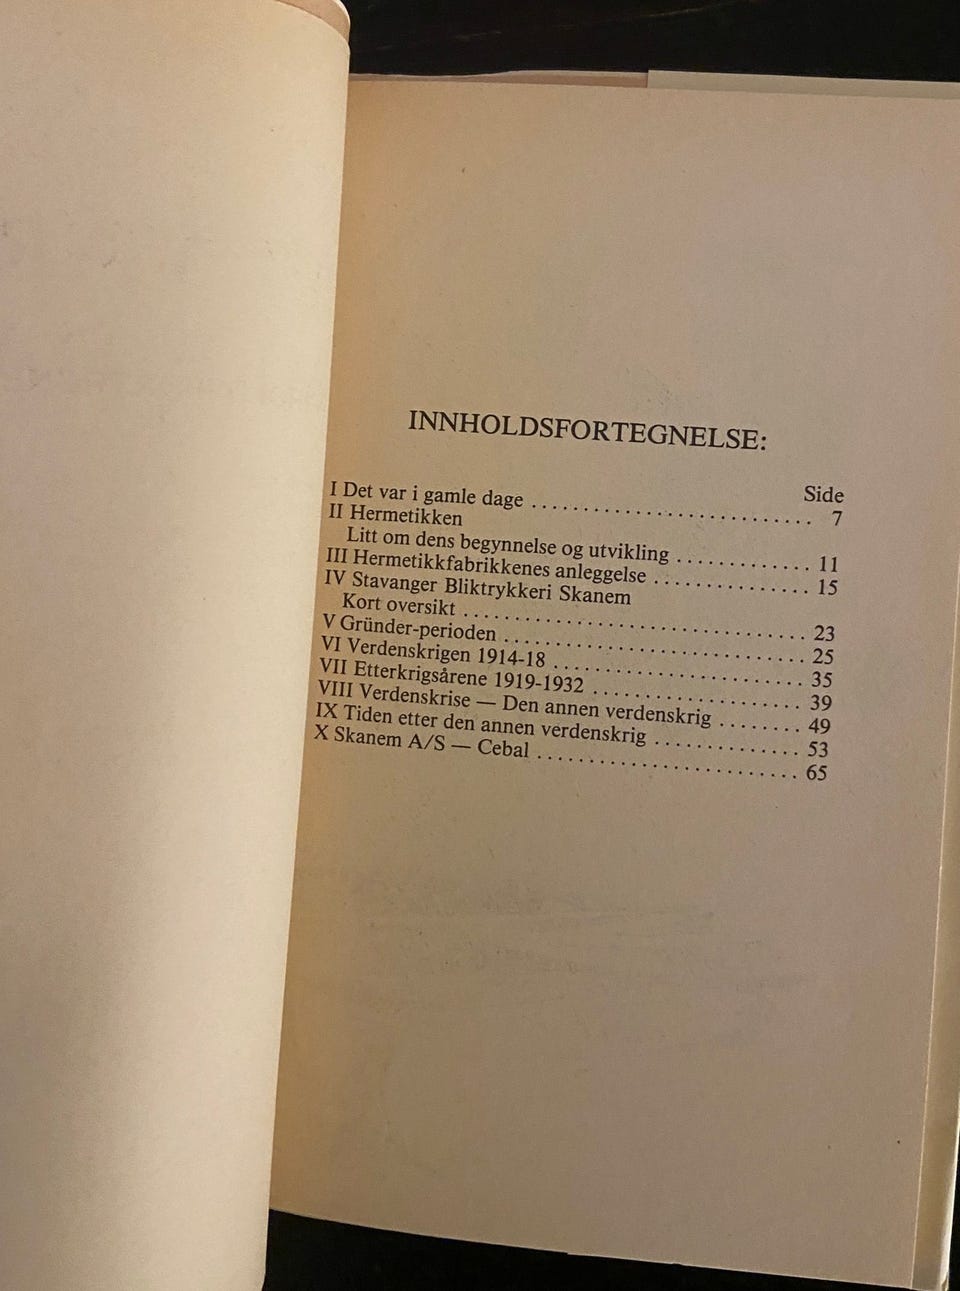 INNHOLDSFORTEGNELSE:
Side
I Det var i gamle dage ............................ 7
II Hermetikken
Litt om dens begynnelse og utvikling ............. 11
III Hermetikkfabrikkenes anleggelse ............... 15
IV Stavanger Bliktrykkeri Skanem
Kort oversikt ................................. 23
V Gründer-perioden ............................. 25
VI Verdenskrigen 1914-18 ........................ 35
VII Etterkrigsårene 1919-1932 ..................... 39
VIII Verdenskrise — Den annen verdenskrig ........ 49
IX Tiden etter den annen verdenskrig .............. 53
X Skanem A/S — Cebal ......................... 65